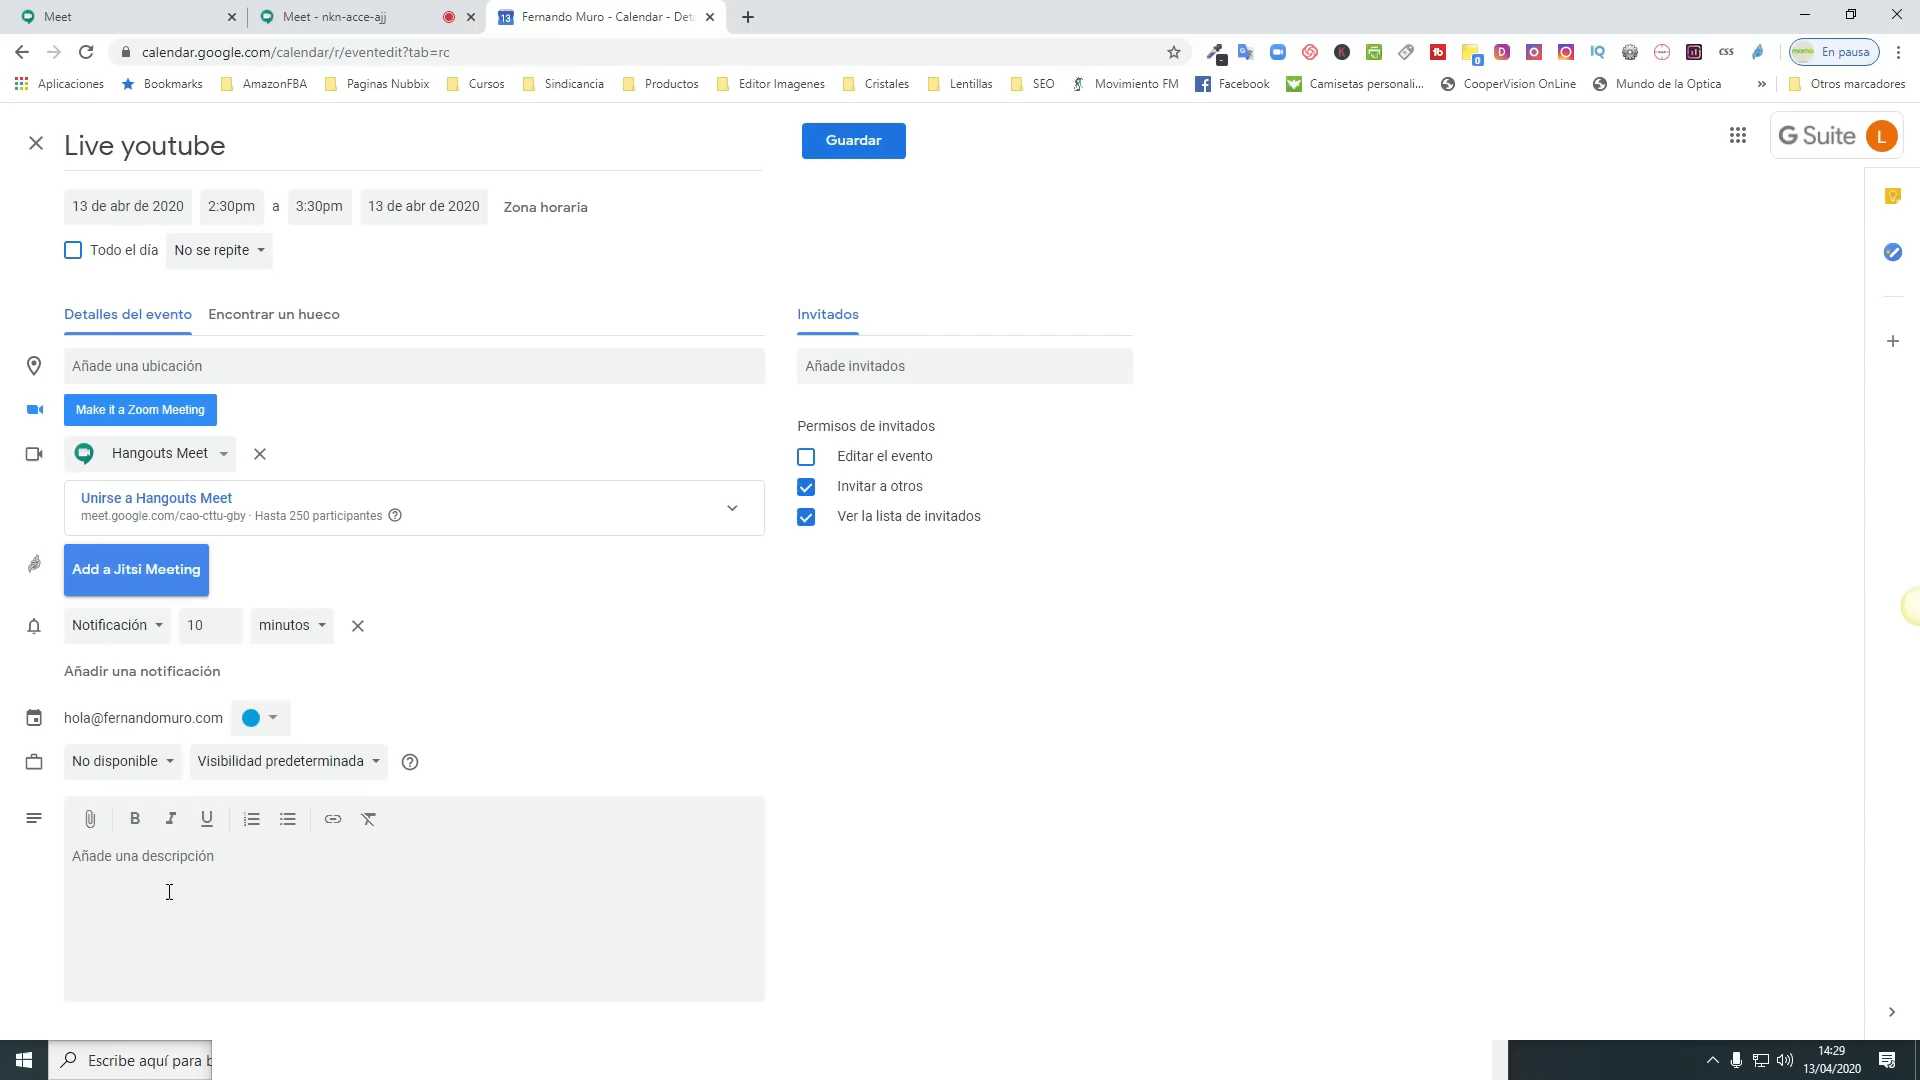 Meet
Meet - nkn-acce-ajj
13
Fernando Muro - Calendar - Deta
calendar.google.com/calendar/r/eventedit?tab=rc
0
css
momo
En pausa
Aplicaciones
Bookmarks
AmazonFBA
Paginas Nubbix
Cursos
Sindicancia
Productos
Editor Imagenes
Cristales
Lentillas
SEO
Movimiento FM
Facebook
Camisetas personali...
CooperVision OnLine
Mundo de la Optica
»
Otros marcadores
Live youtube
Guardar
G Suite
L
13 de abr de 2020
2:30pm
a
3:30pm
13 de abr de 2020
Zona horaria
Todo el día
No se repite
Detalles del evento
Encontrar un hueco
Invitados
Añade una ubicación
Añade invitados
Make it a Zoom Meeting
Permisos de invitados
Hangouts Meet
Editar el evento
Unirse a Hangouts Meet
meet.google.com/cao-cttu-gby · Hasta 250 participantes
Invitar a otros
Ver la lista de invitados
Add a Jitsi Meeting
Notificación
10
minutos
Añadir una notificación
hola@fernandomuro.com
No disponible
Visibilidad predeterminada
B I U
Añade una descripción
Escribe aquí para b
14:29
13/04/2020